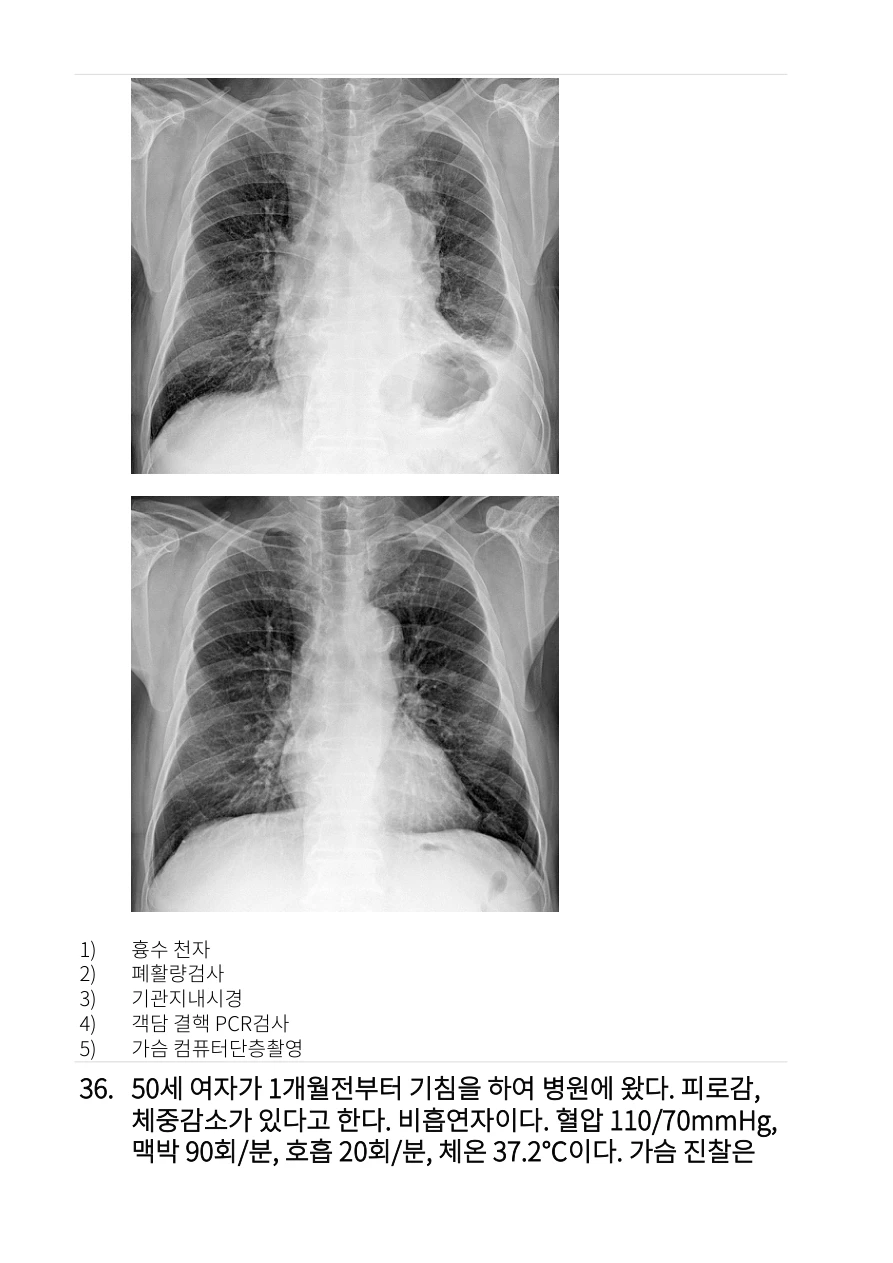 1) 흉수 천자
2) 폐활량검사
3) 기관지내시경
4) 객담 결핵 PCR검사
5) 가슴 컴퓨터단층촬영
36. 50세 여자가 1개월전부터 기침을 하여 병원에 왔다. 피로감,
체중감소가 있다고 한다. 비흡연자이다. 혈압 110/70mmHg,
맥박 90회/분, 호흡 20회/분, 체온 37.2℃이다. 가슴 진찰은